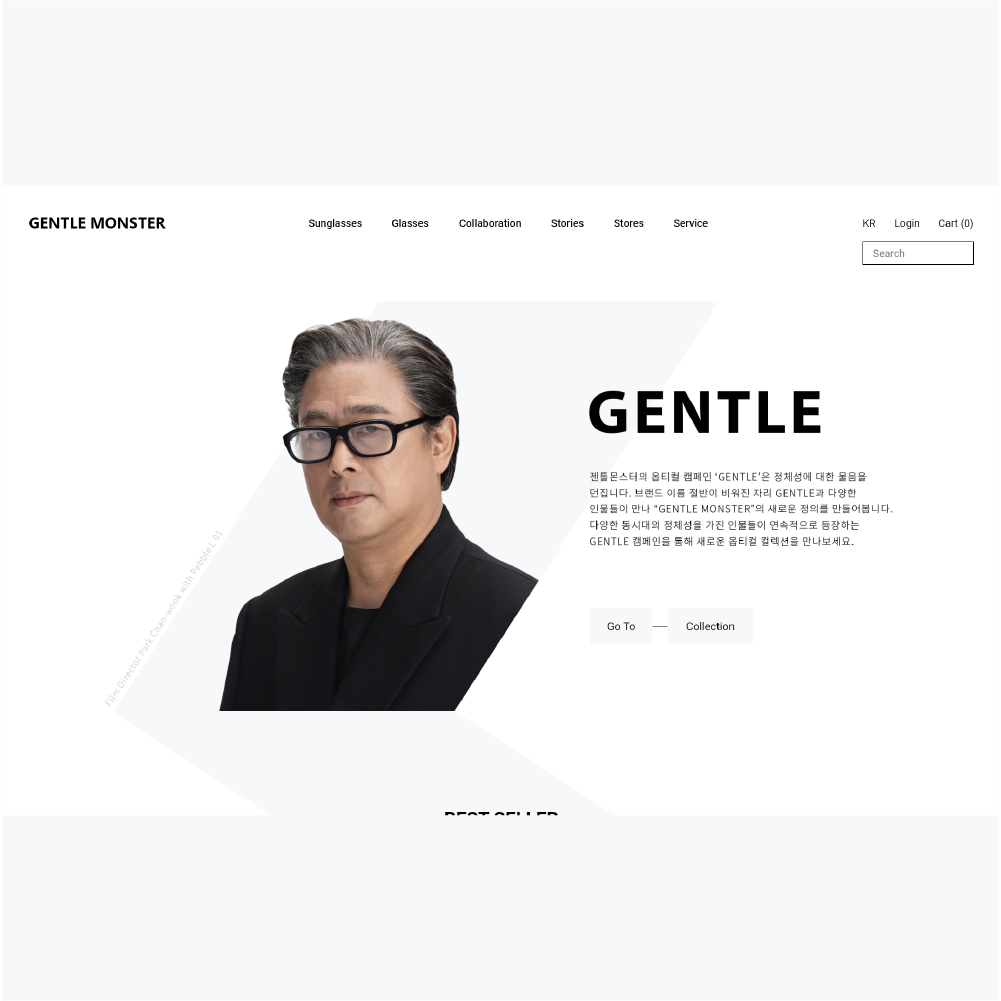 GENTLE MONSTER
Sunglasses
Glasses
Collaboration
Stories
Stores
Service
KR
Login
Cart (0)
Search
GENTLE
젠틀몬스터의 옵티컬 캠페인 ‘GENTLE’은 정체성에 대한 물음을
던집니다. 브랜드 이름 절반이 비워진 자리 GENTLE과 다양한
인물들이 만나 “GENTLE MONSTER”의 새로운 정의를 만들어봅니다.
다양한 동시대의 정체성을 가진 인물들이 연속적으로 등장하는
GENTLE 캠페인을 통해 새로운 옵티컬 컬렉션을 만나보세요.
Film Director Park Chan-wook with Pebble L 01
Go To
Collection
BEST SELLER